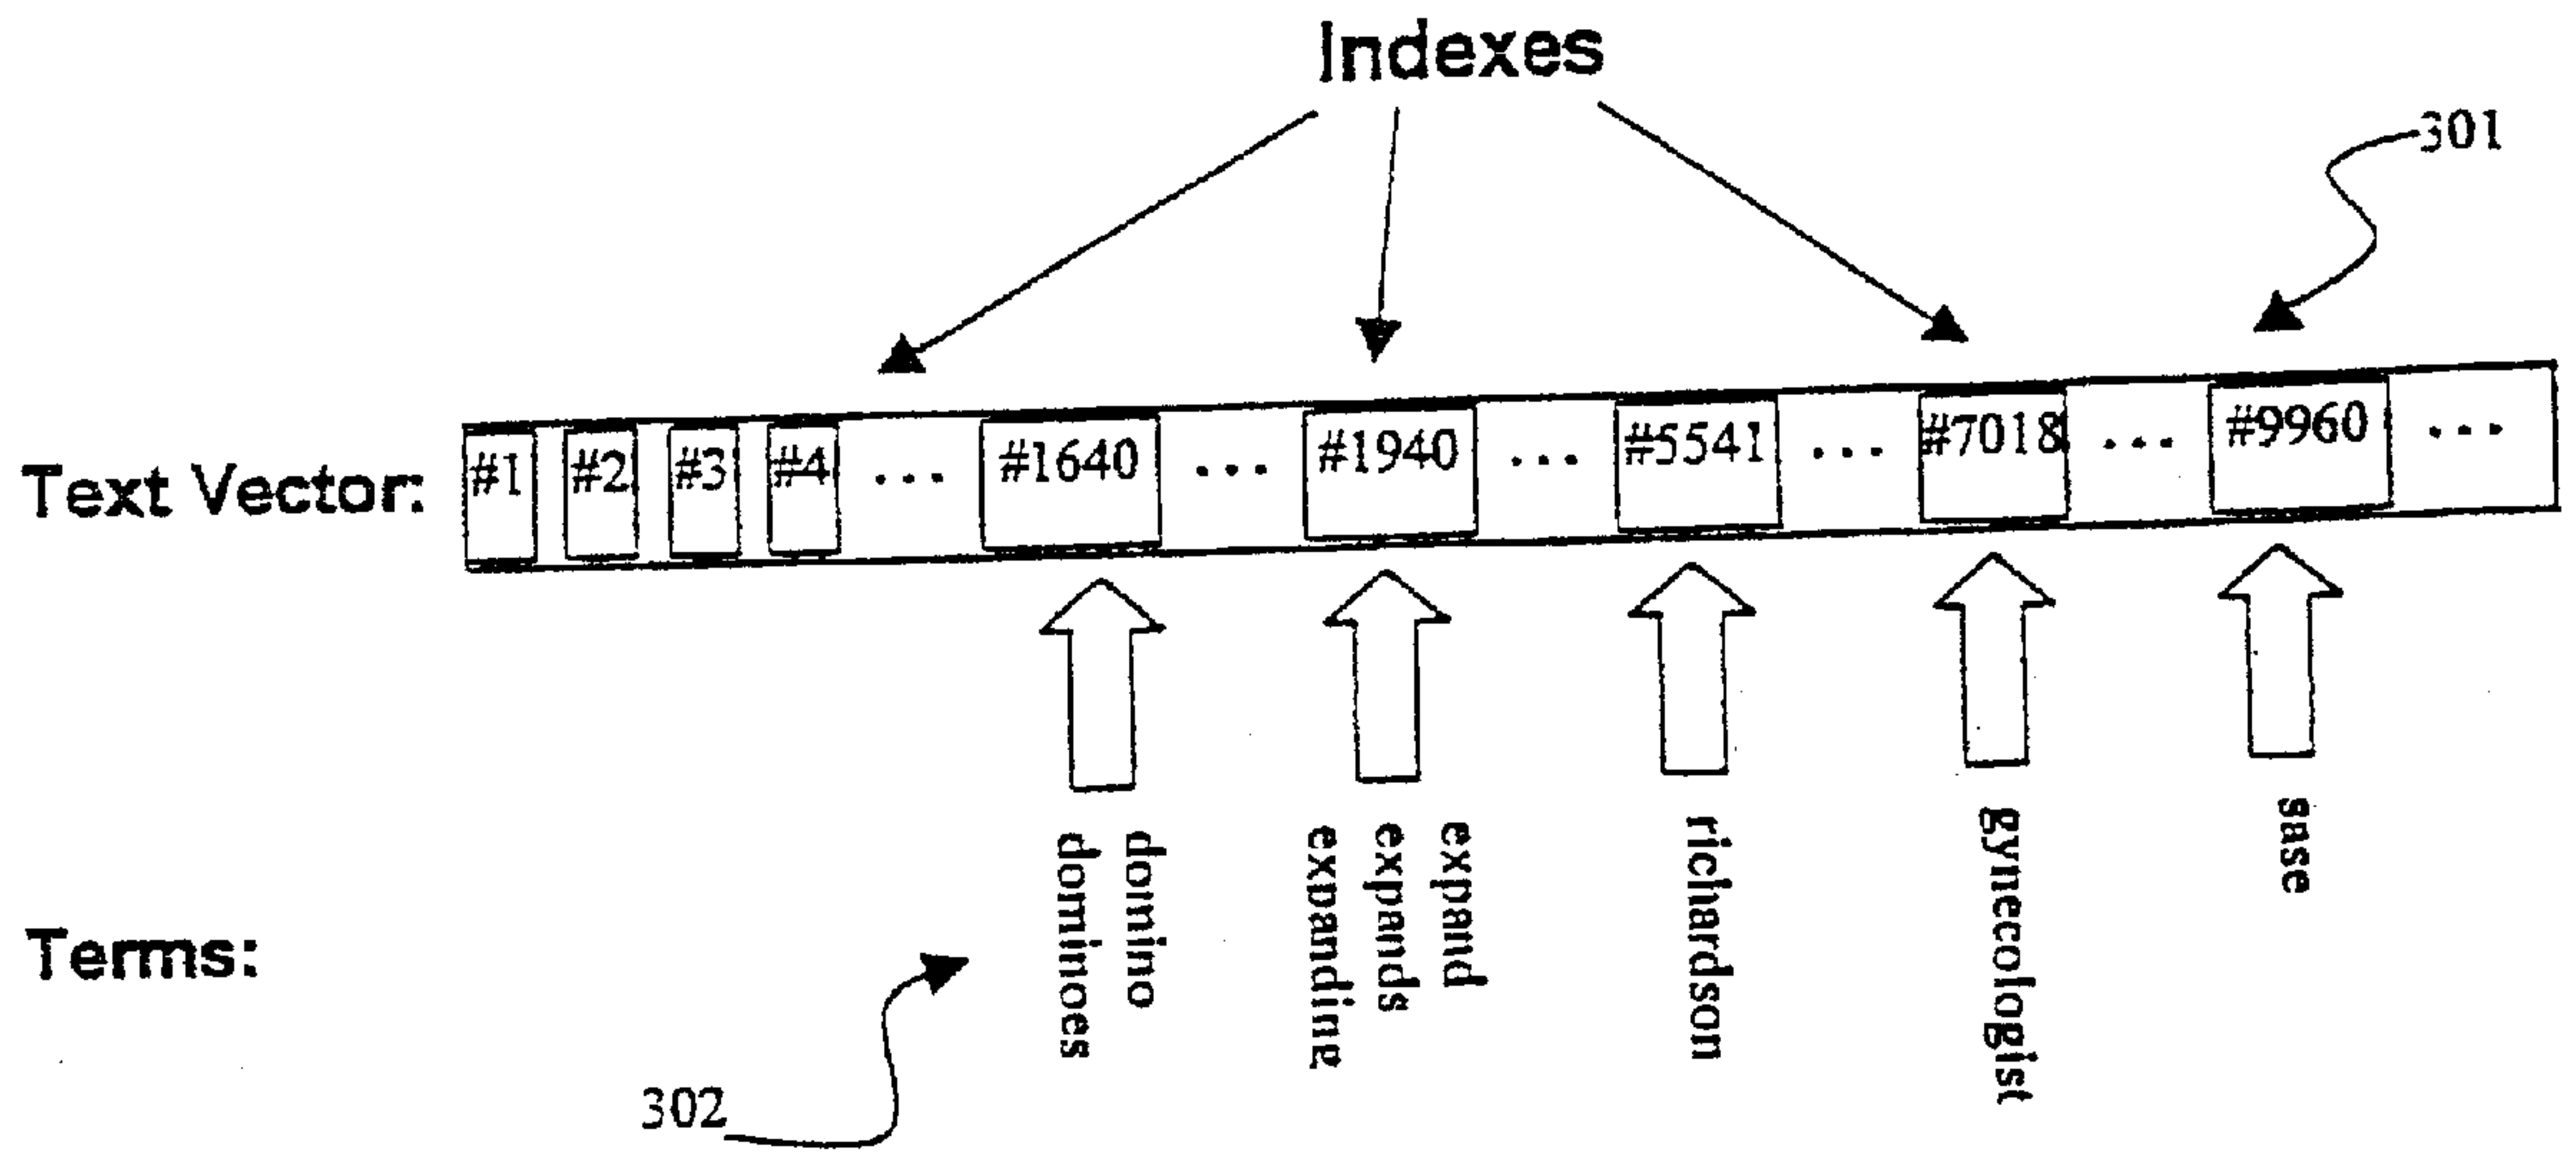 Indexes
301
Text Vector: #1 #2 #3 #4 ... #1640 ... #1940 ... #5541 ... #7018 ... #9960 ...
domino
dominoes
expand
expands
expanding
richardson
gynecologist
sase
Terms:
302